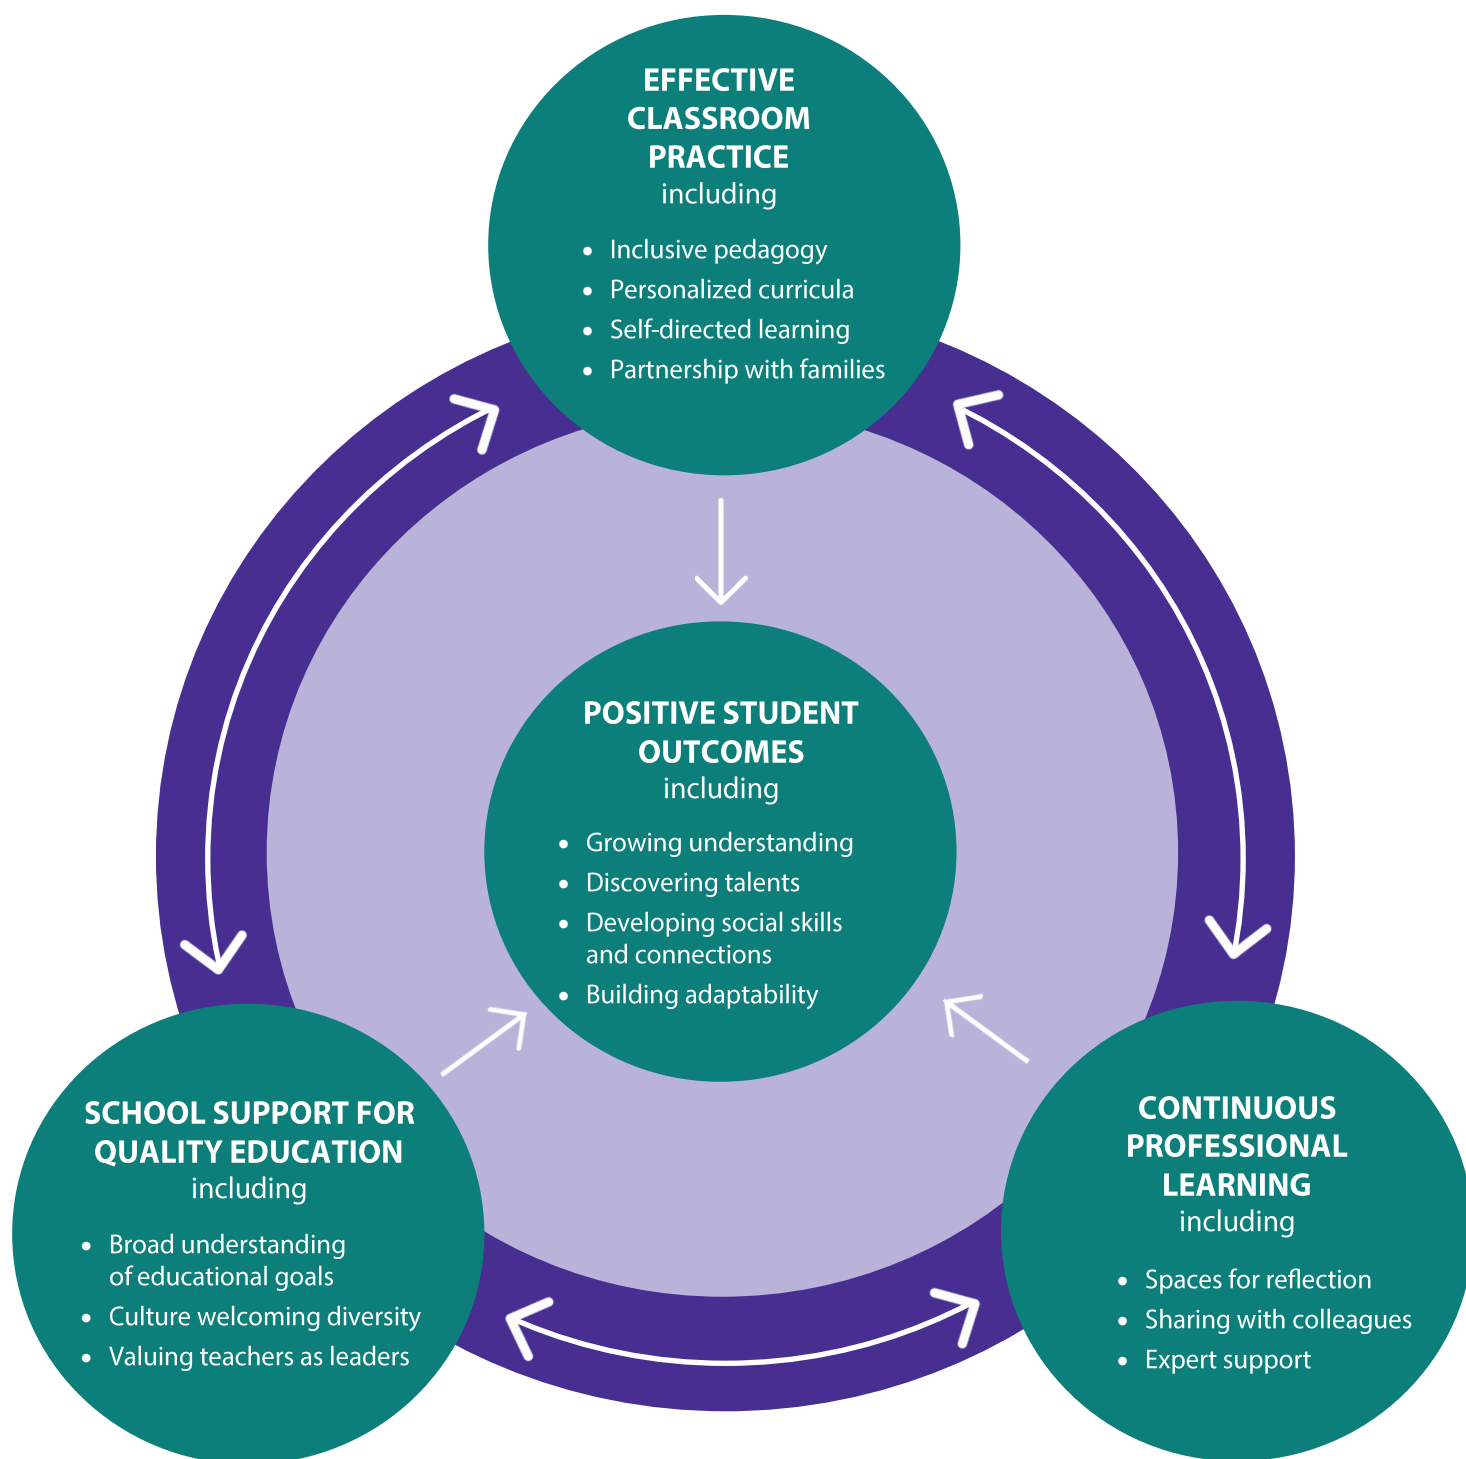 EFFECTIVE
CLASSROOM
PRACTICE
including
• Inclusive pedagogy
• Personalized curricula
• Self-directed learning
• Partnership with families
POSITIVE STUDENT
OUTCOMES
including
• Growing understanding
• Discovering talents
• Developing social skills
and connections
• Building adaptability
SCHOOL SUPPORT FOR
QUALITY EDUCATION
including
• Broad understanding
of educational goals
• Culture welcoming diversity
• Valuing teachers as leaders
CONTINUOUS
PROFESSIONAL
LEARNING
including
• Spaces for reflection
• Sharing with colleagues
• Expert support